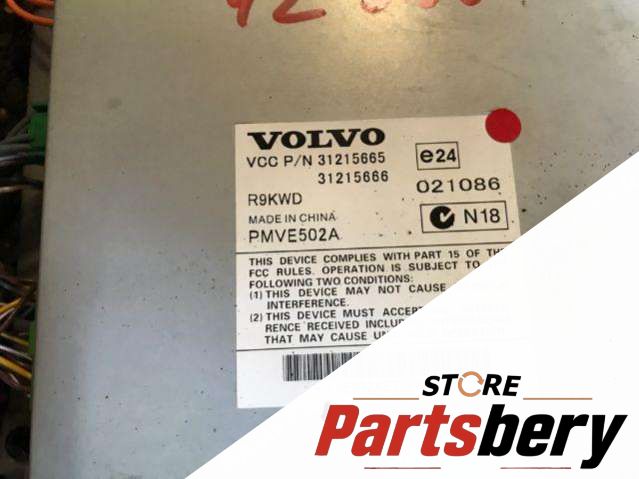 VOLVO
VCC P/N 31215665
31215666
e24
021086
R9KWD
MADE IN CHINA
N18
PMVE502A
THIS DEVICE COMPLIES WITH PART 15 OF THE
FCC RULES. OPERATION IS SUBJECT TO
FOLLOWING TWO CONDITIONS:
(1) THIS DEVICE MAY NOT CAUSE
INTERFERENCE.
(2) THIS DEVICE MUST ACCEPT
RENCE RECEIVED INCLU
THAT MAY CAUSE UN
STORE
Partsbery